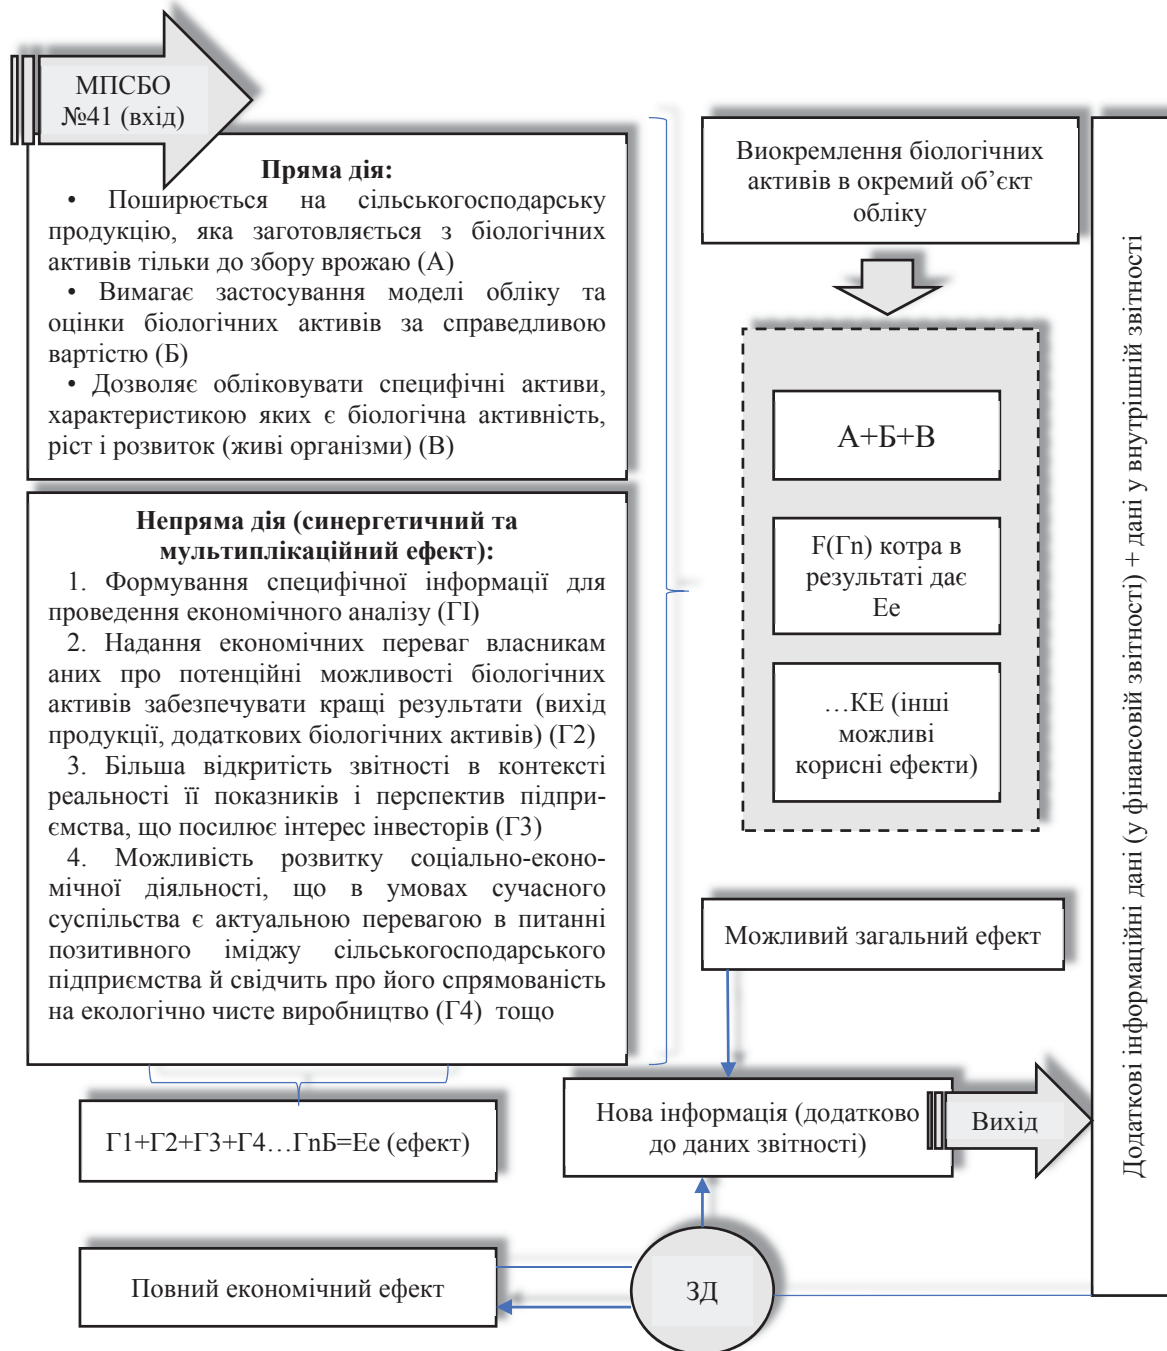 МПСБО
№41 (вхід)
Пряма дія:
• Поширюється на сільськогосподарську
продукцію, яка заготовляється з біологічних
активів тільки до збору врожаю (А)
• Вимагає застосування моделі обліку та
оцінки біологічних активів за справедливою
вартістю (Б)
• Дозволяє обліковувати специфічні активи,
характеристикою яких є біологічна активність,
ріст і розвиток (живі організми) (В)
Непряма дія (синергетичний та
мультиплікаційний ефект):
1. Формування специфічної інформації для
проведення економічного аналізу (ГІ)
2. Надання економічних переваг власникам
аних про потенційні можливості біологічних
активів забезпечувати кращі результати (вихід
продукції, додаткових біологічних активів) (Г2)
3. Більша відкритість звітності в контексті
реальності її показників і перспектив підпри-
ємства, що посилює інтерес інвесторів (Г3)
4. Можливість розвитку соціально-еконо-
мічної діяльності, що в умовах сучасного
суспільства є актуальною перевагою в питанні
позитивного іміджу сільськогосподарського
підприємства й свідчить про його спрямованість
на екологічно чисте виробництво (Г4) тощо
Г1+Г2+Г3+Г4…ГnБ=Ее (ефект)
Повний економічний ефект
Виокремлення біологічних
активів в окремий об’єкт
обліку
А+Б+В
F(Гn) котра в
результаті дає
Ее
…КЕ (інші
можливі
корисні ефекти)
Можливий загальний ефект
Нова інформація (додатково
до даних звітності)
Вихід
ЗД
Додаткові інформаційні дані (у фінансовій звітності) + дані у внутрішній звітності